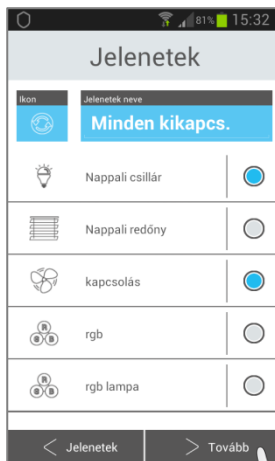 81% 15:32
Jelenetek
Ikon
Jelenetek neve
Minden kikapcs.
Nappali csillár
Nappali redőny
kapcsolás
R G B
rgb
R G B
rgb lampa
< Jelenetek
> Tovább